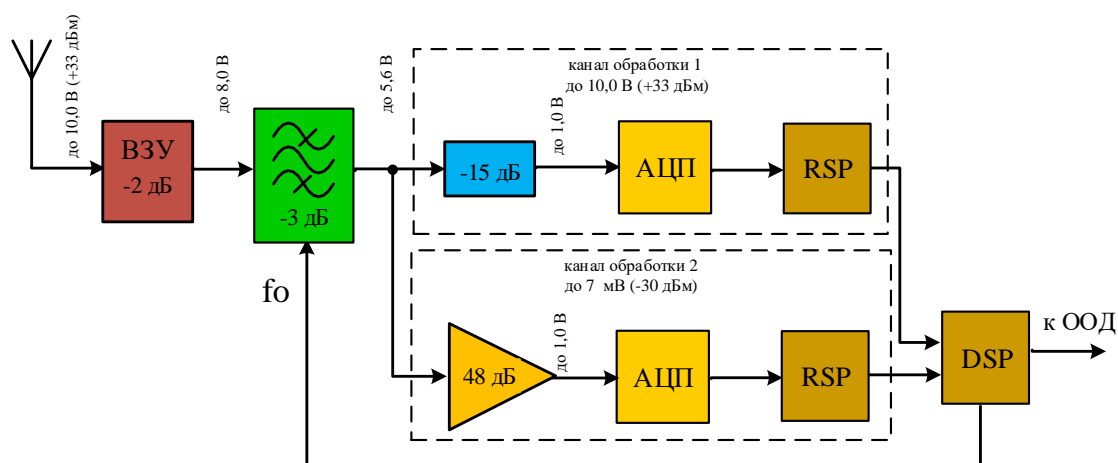 до 10,0 В (+33 дБм)
ВЗУ
-2 дБ
до 8,0 В
-3 дБ
fo
до 5,6 В
канал обработки 1
до 10,0 В (+33 дБм)
-15 дБ
до 1,0 В
АЦП
RSP
канал обработки 2
до 7 мВ (-30 дБм)
48 дБ
до 1,0 В
АЦП
RSP
DSP
к ООД